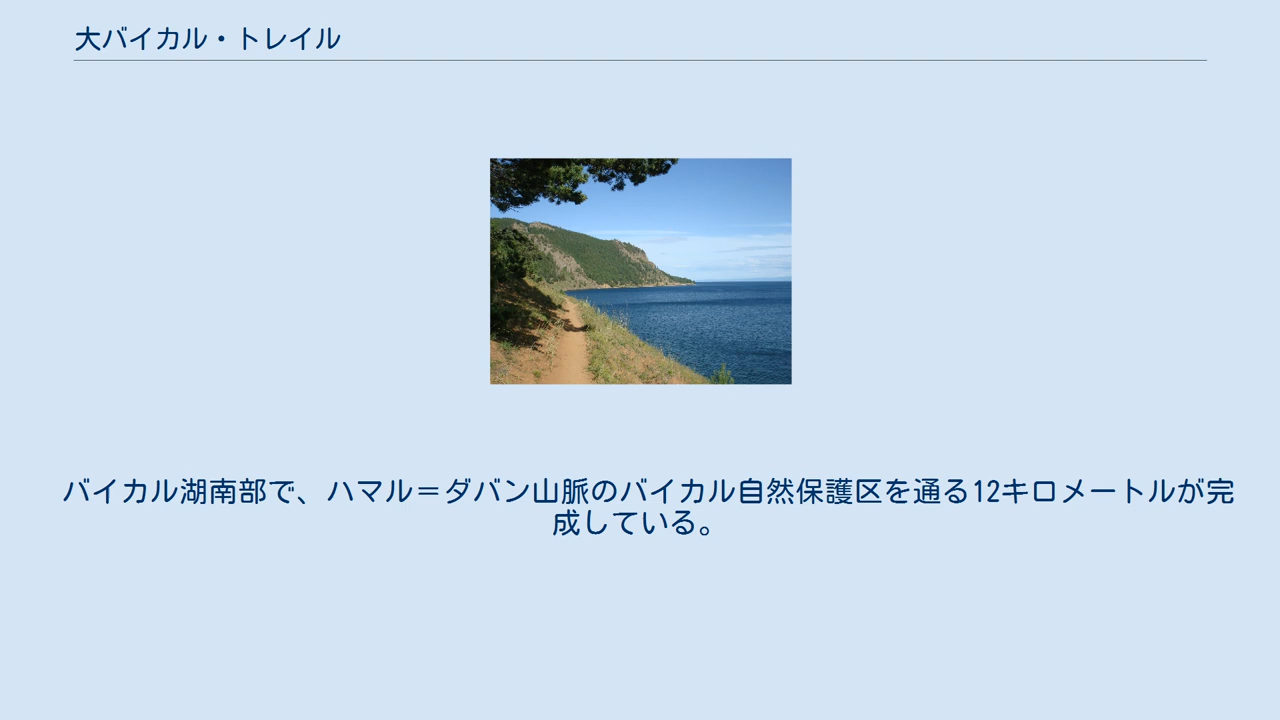 大バイカル・トレイル
バイカル湖南部で、ハマル＝ダバン山脈のバイカル自然保護区を通る12キロメートルが完
成している。